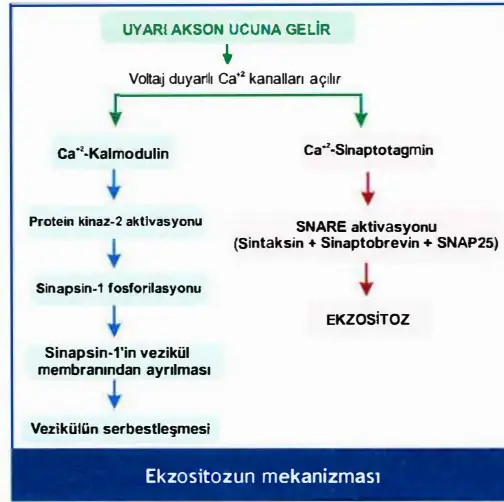 UYARI AKSON UCUNA GELİR
Voltaj duyarlı Ca⁺² kanalları açılır
Ca⁺²-Kalmodulin
Protein kinaz-2 aktivasyonu
Sinapsin-1 fosforilasyonu
Sinapsin-1'in vezikül
membranından ayrılması
Vezikülün serbestleşmesi
Ca⁺²-Sinaptotagmin
SNARE aktivasyonu
(Sintaksin + Sinaptobrevin + SNAP25)
EKZOSİTOZ
Ekzositozun mekanizması